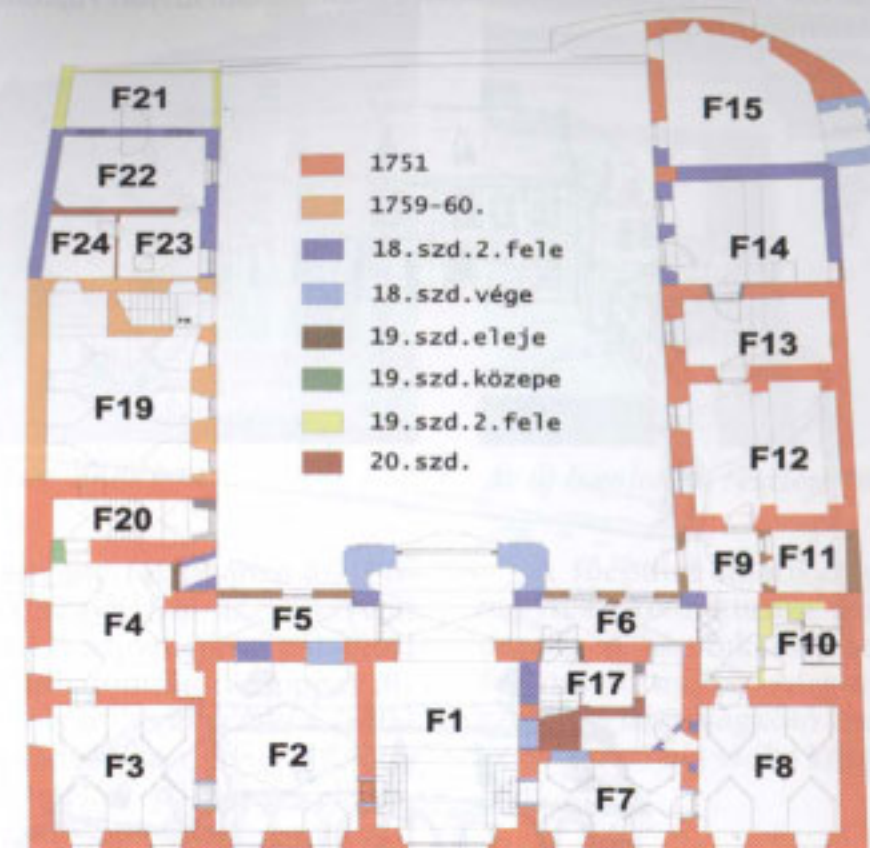 F21
F15
F22
F24
F23
F14
F13
F19
F12
F20
F9
F11
F4
F5
F6
F10
F17
F1
F2
F3
F7
F8
1751
1759-60.
18.szd.2.fele
18.szd.vége
19.szd.eleje
19.szd.közepe
19.szd.2.fele
20.szd.